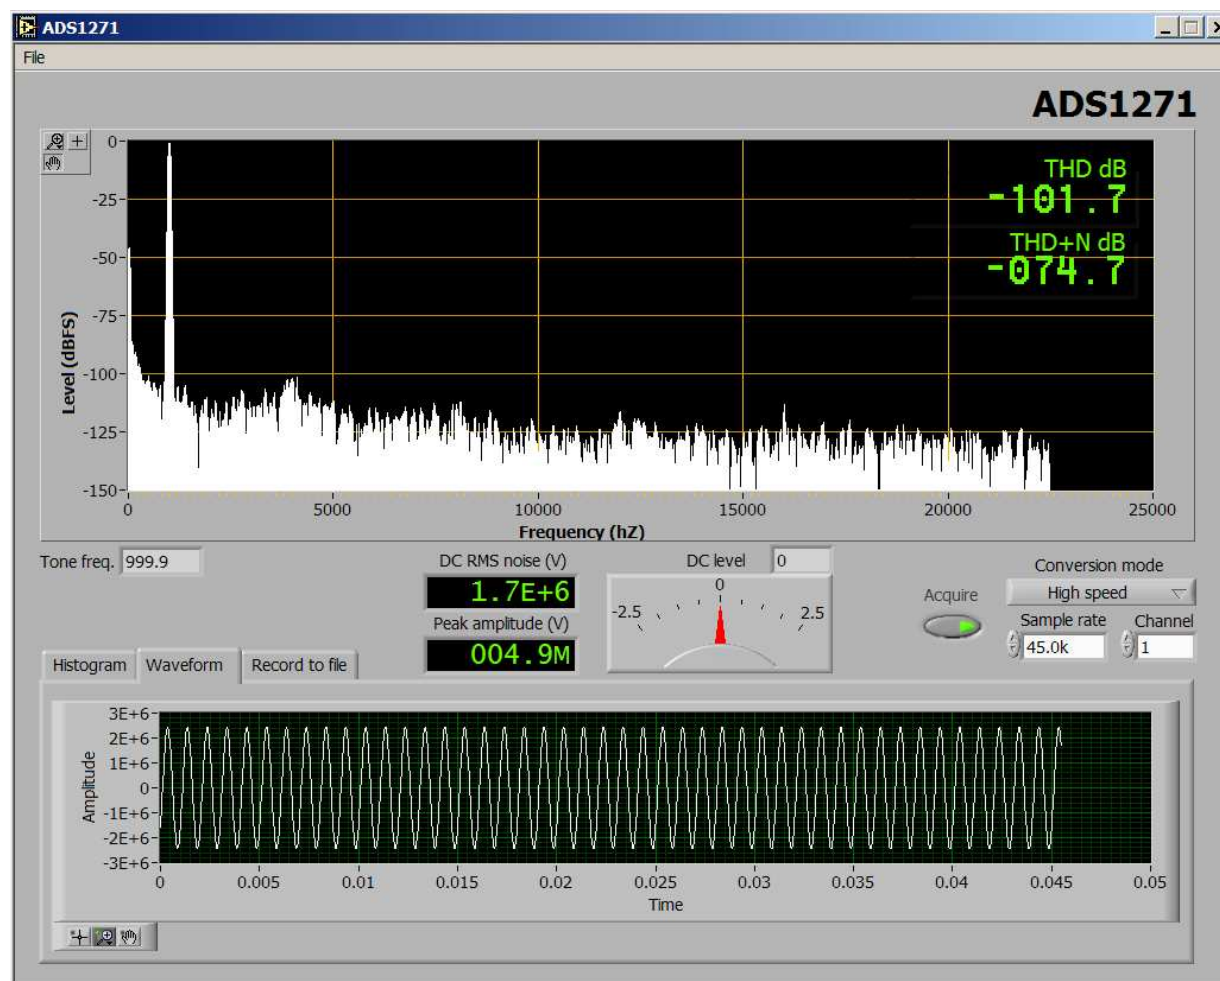 ADS1271
File
ADS1271
0
-25
-50
-75
-100
-125
-150
Level (dBFS)
THD dB
-101.7
THD+N dB
-074.7
0 5000 10000 15000 20000 25000
Frequency (hZ)
Tone freq. 999.9
DC RMS noise (V)
1.7E+6
Peak amplitude (V)
004.9M
DC level 0
-2.5 0 2.5
Acquire
Conversion mode
High speed
Sample rate Channel
45.0k 1
Histogram Waveform Record to file
3E+6
2E+6
1E+6
0
-1E+6
-2E+6
-3E+6
Amplitude
0 0.005 0.01 0.015 0.02 0.025 0.03 0.035 0.04 0.045 0.05
Time